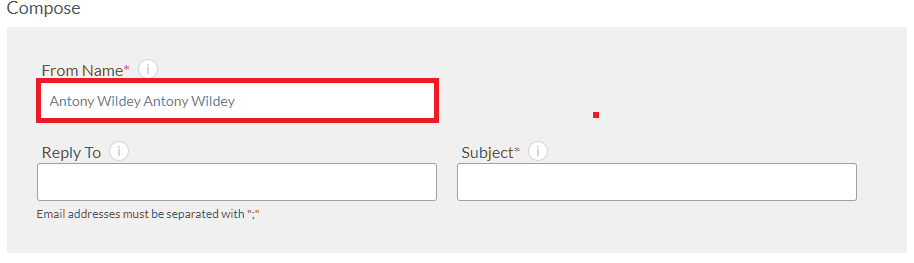 Compose
From Name*
Antony Wildey Antony Wildey
Reply To
Subject*
Email addresses must be separated with ";"